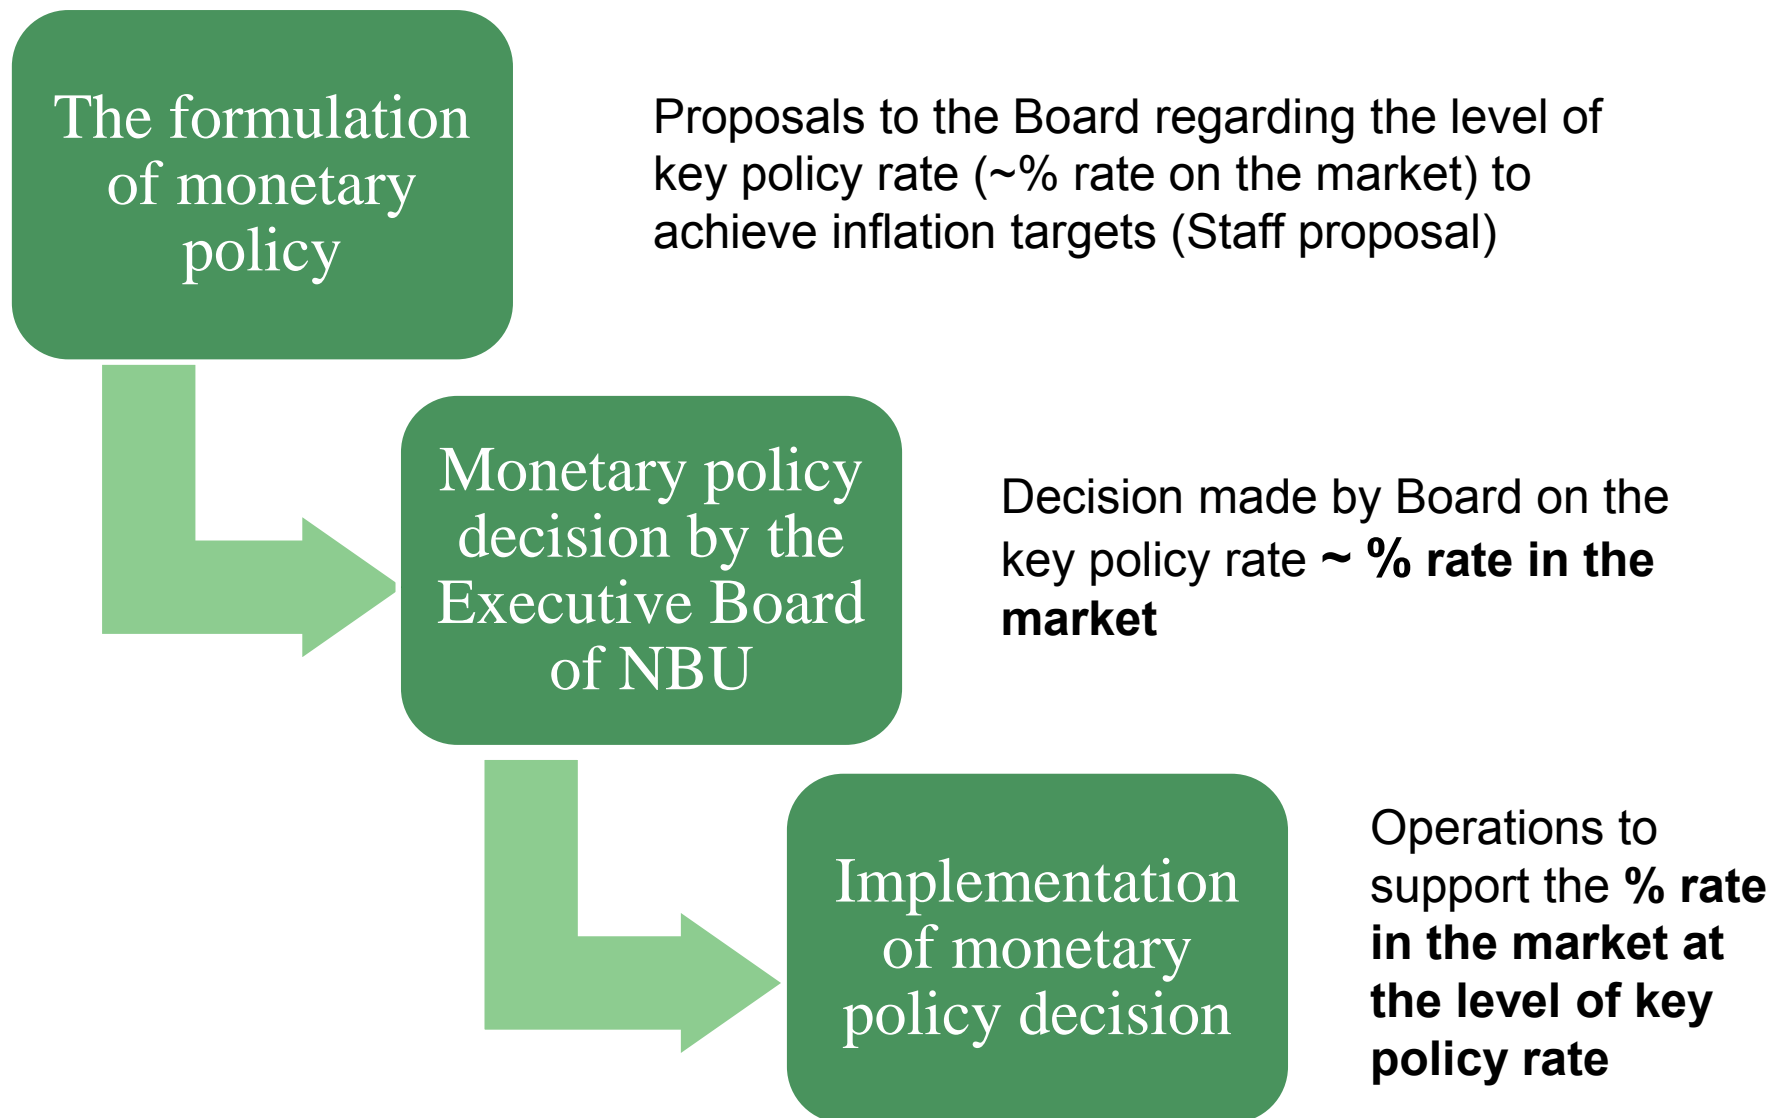 The formulation
of monetary
policy
Proposals to the Board regarding the level of
key policy rate (~% rate on the market) to
achieve inflation targets (Staff proposal)
Monetary policy
decision by the
Executive Board
of NBU
Decision made by Board on the
key policy rate ~ % rate in the
market
Implementation
of monetary
policy decision
Operations to
support the % rate
in the market at
the level of key
policy rate